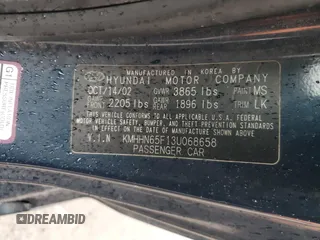 MANUFACTURED IN KOREA BY
HYUNDAI MOTOR COMPANY
OCT/14/02 GVWR 3865 lbs PAINT MS
GAWR FRONT 2205 lbs GAWR REAR 1896 lbs TRIM LK
THIS VEHICLE CONFORMS TO ALL APPLICABLE U.S.A. FEDERAL
MOTOR VEHICLE SAFETY, BUMPER, AND THEFT
PREVENTION STANDARDS IN EFFECT ON THE DATE OF
MANUFACTURE SHOWN ABOVE.
V.I.N KMHHN65F13U068658
PASSENGER CAR
DREAMBID